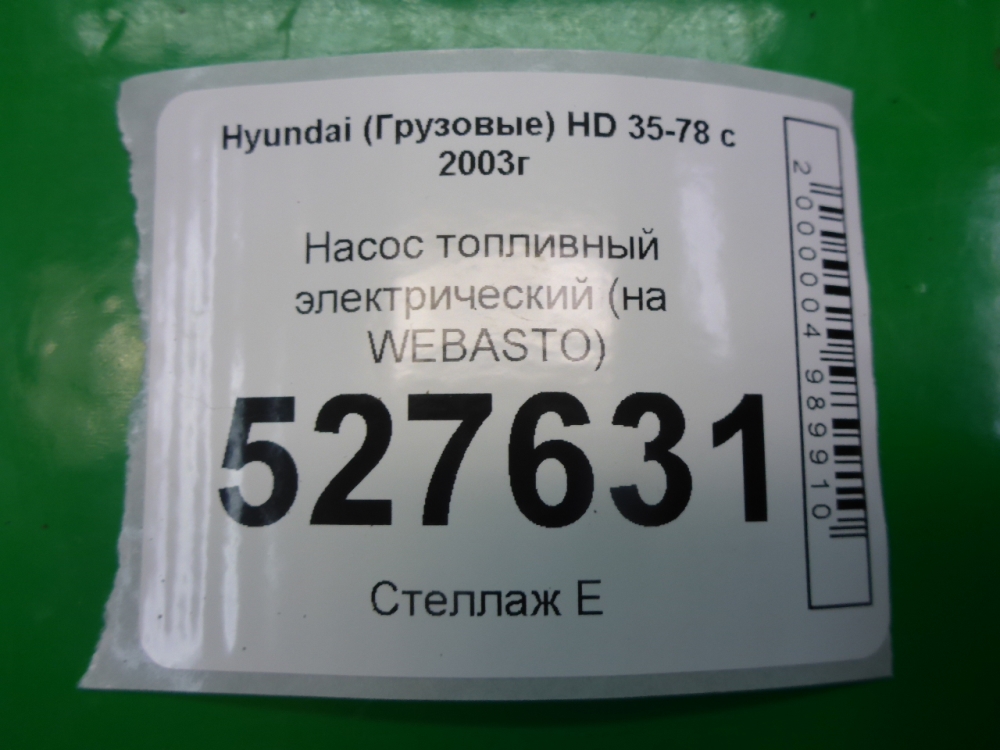 Hyundai (Грузовые) HD 35-78 с
2003г
Насос топливный
электрический (на
WEBASTO)
527631
Стеллаж Е
2000004989910